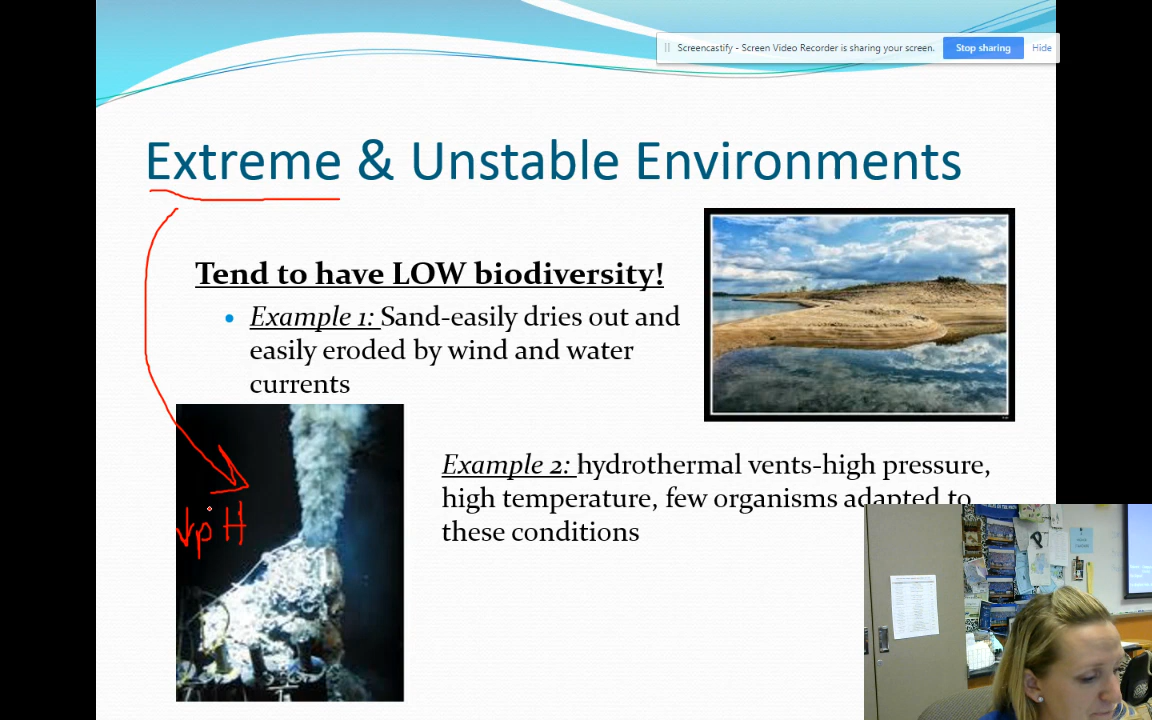 Screencastify - Screen Video Recorder is sharing your screen. Stop sharing Hide
Extreme & Unstable Environments
Tend to have LOW biodiversity!
• Example 1: Sand-easily dries out and
easily eroded by wind and water
currents
Example 2: hydrothermal vents-high pressure,
high temperature, few organisms adapted to
these conditions
↓pH
P